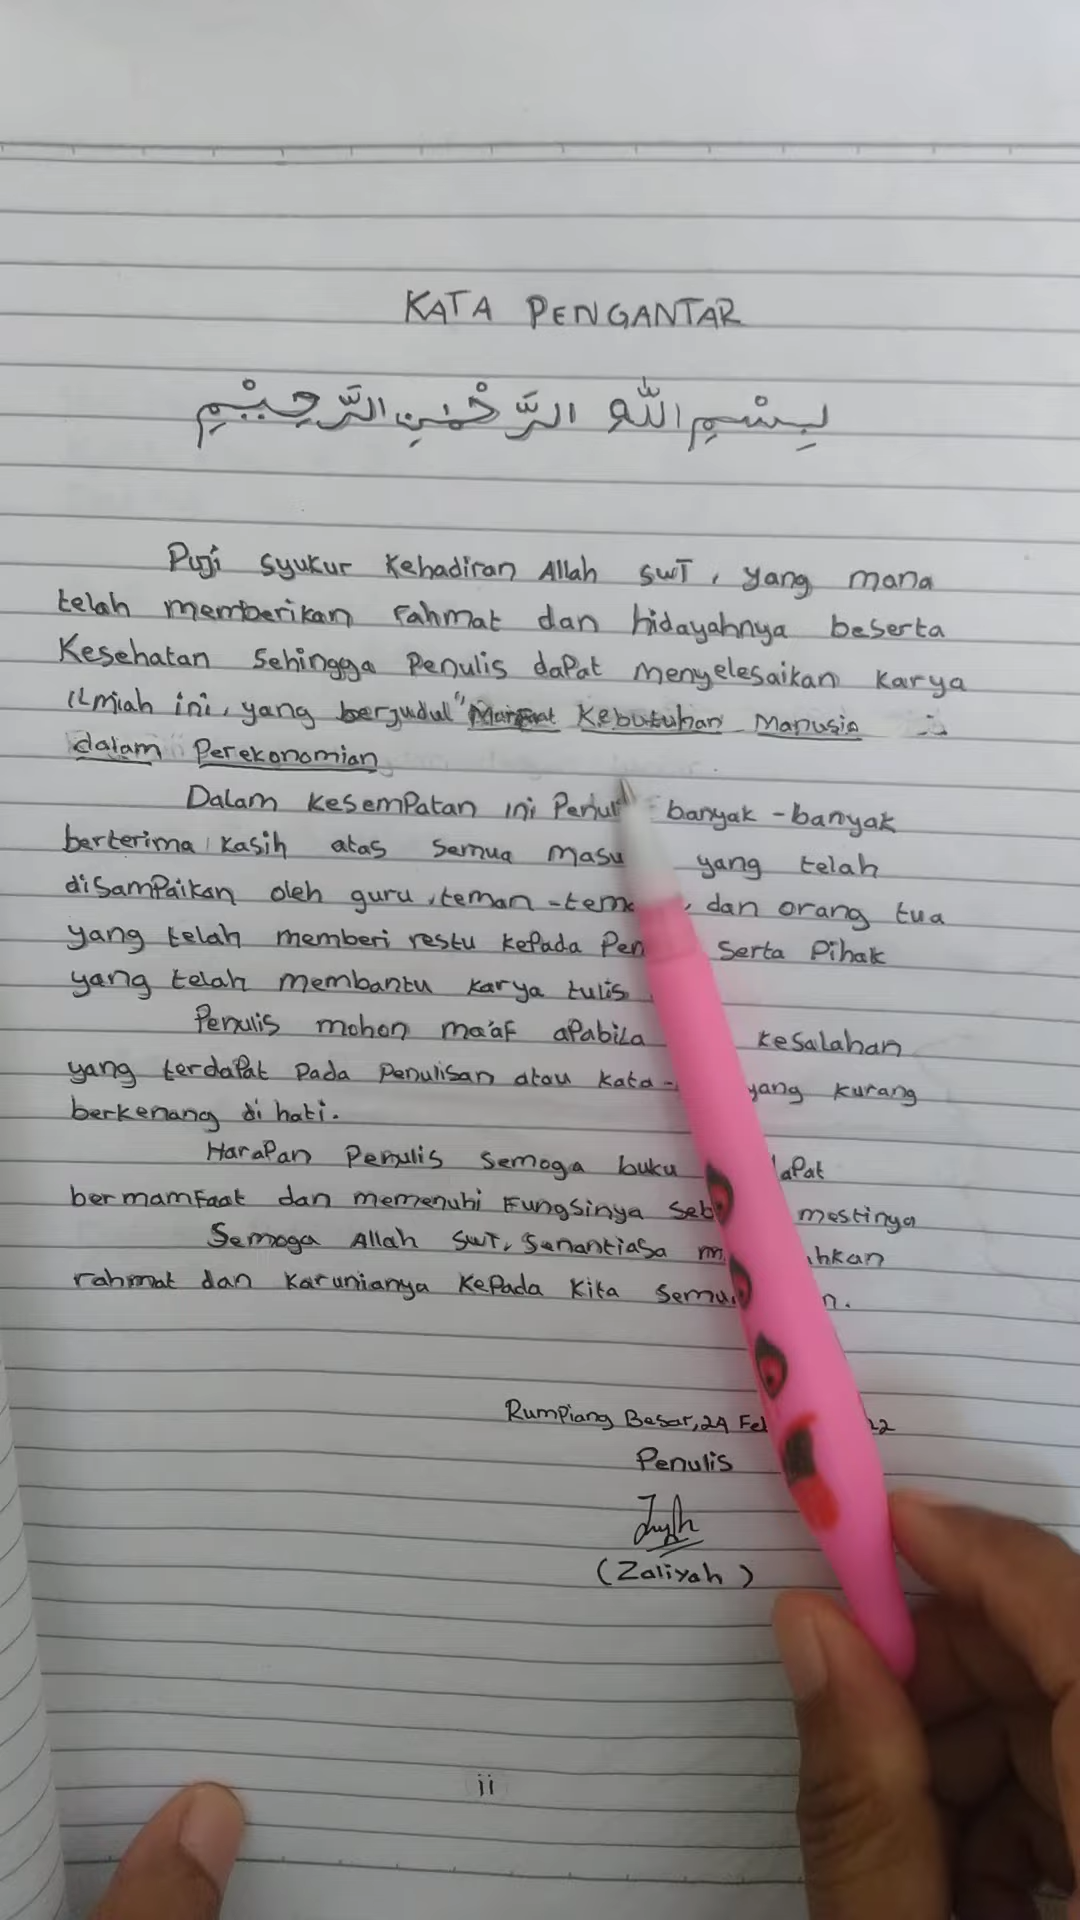 KATA PENGANTAR
بِسْمِ اللّٰهِ الرَّحْمٰنِ الرَّحِيْمِ
Puji syukur Kehadiran Allah SWT, yang mana
telah memberikan rahmat dan hidayahnya beserta
Kesehatan Sehingga Penulis dapat menyelesaikan karya
ilmiah ini, yang berjudul "Manfaat Kebutuhan Manusia
dalam Perekonomian
Dalam kesempatan ini banyak-banyak
berterima kasih atas semua yang telah
disampaikan oleh guru, teman- , dan orang tua
yang telah memberi restu kepada serta Pihak
yang telah membantu karya tulis
Penulis mohon ma'af apabila kesalahan
yang terdapat pada penulisan atau kata- yang kurang
berkenang di hati.
Harapan Penulis semoga buku
bermamfaat dan memenuhi Fungsinya mestinya
Semoga Allah SWT, Senantiasa
rahmat dan karunianya kepada kita
Rumpiang Besar, 24
Penulis
(Zaliyah)
ii